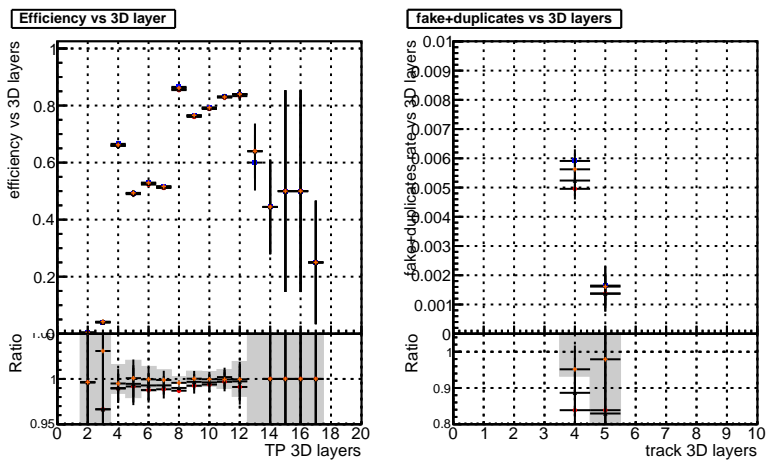 Efficiency vs 3D layer
efficiency vs 3D layers
1
0.8
0.6
0.4
0.2
0
Ratio
1
0.95
0 2 4 6 8 10 12 14 16 18 20
TP 3D layers
fake+duplicates vs 3D layers
fake+duplicates rate vs 3D layers
0.01
0.009
0.008
0.007
0.006
0.005
0.004
0.003
0.002
0.001
0
Ratio
1
0.9
0.8
0 1 2 3 4 5 6 7 8 9 10
track 3D layers